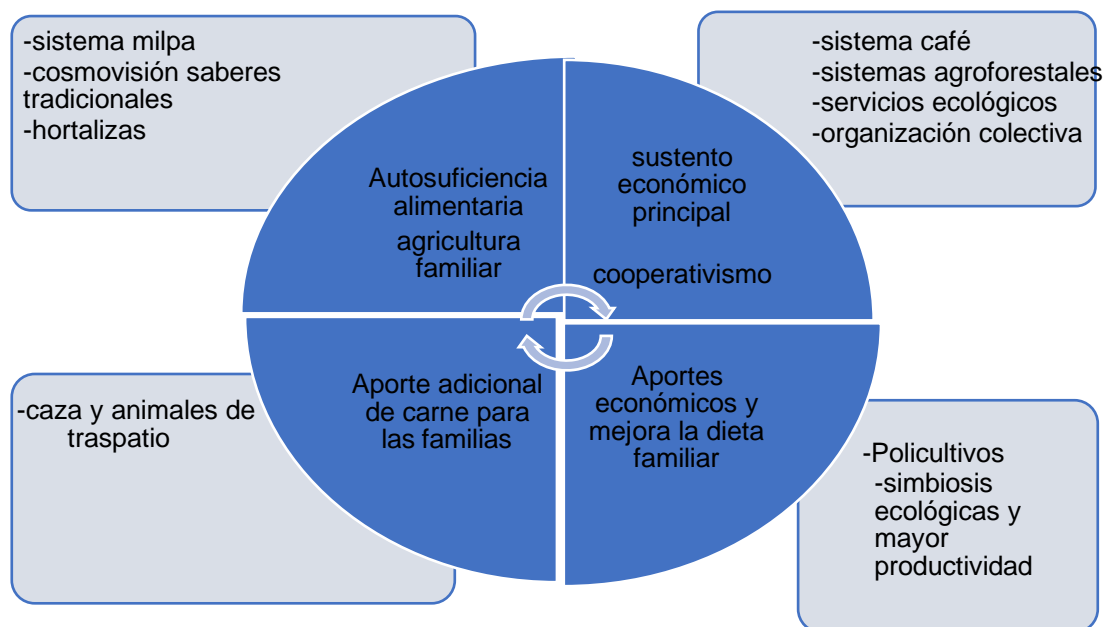 -sistema milpa
-cosmovisión saberes
tradicionales
-hortalizas
-sistema café
-sistemas agroforestales
-servicios ecológicos
-organización colectiva
Autosuficiencia
alimentaria
agricultura
familiar
sustento
económico
principal
cooperativismo
Aporte adicional
de carne para
las familias
Aportes
económicos y
mejora la dieta
familiar
-caza y animales de
traspatio
-Policultivos
-simbiosis
ecológicas y
mayor
productividad